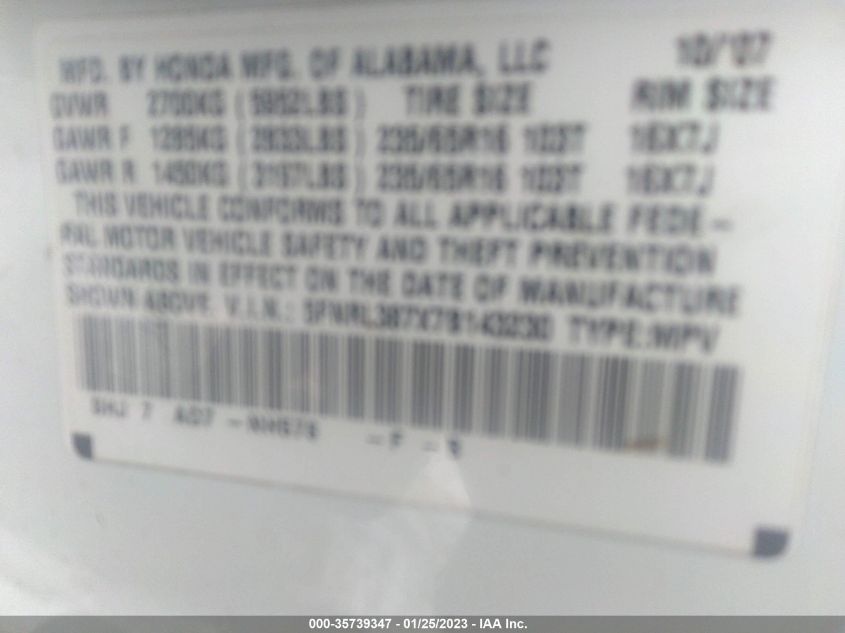 MFD. BY HONDA MFG. OF ALABAMA, LLC 10/'07
GVWR 2700KG ( 5952LBS ) TIRE SIZE RIM SIZE
GAWR F 1285KG ( 2833LBS ) 235/65R16 103T 16X7J
GAWR R 1450KG ( 3197LBS ) 235/65R16 103T 16X7J
THIS VEHICLE CONFORMS TO ALL APPLICABLE FEDE-
RAL MOTOR VEHICLE SAFETY AND THEFT PREVENTION
STANDARDS IN EFFECT ON THE DATE OF MANUFACTURE
SHOWN ABOVE. V.I.N.: TYPE:MPV
SHJ 7 A07
000-35739347 - 01/25/2023 - IAA Inc.